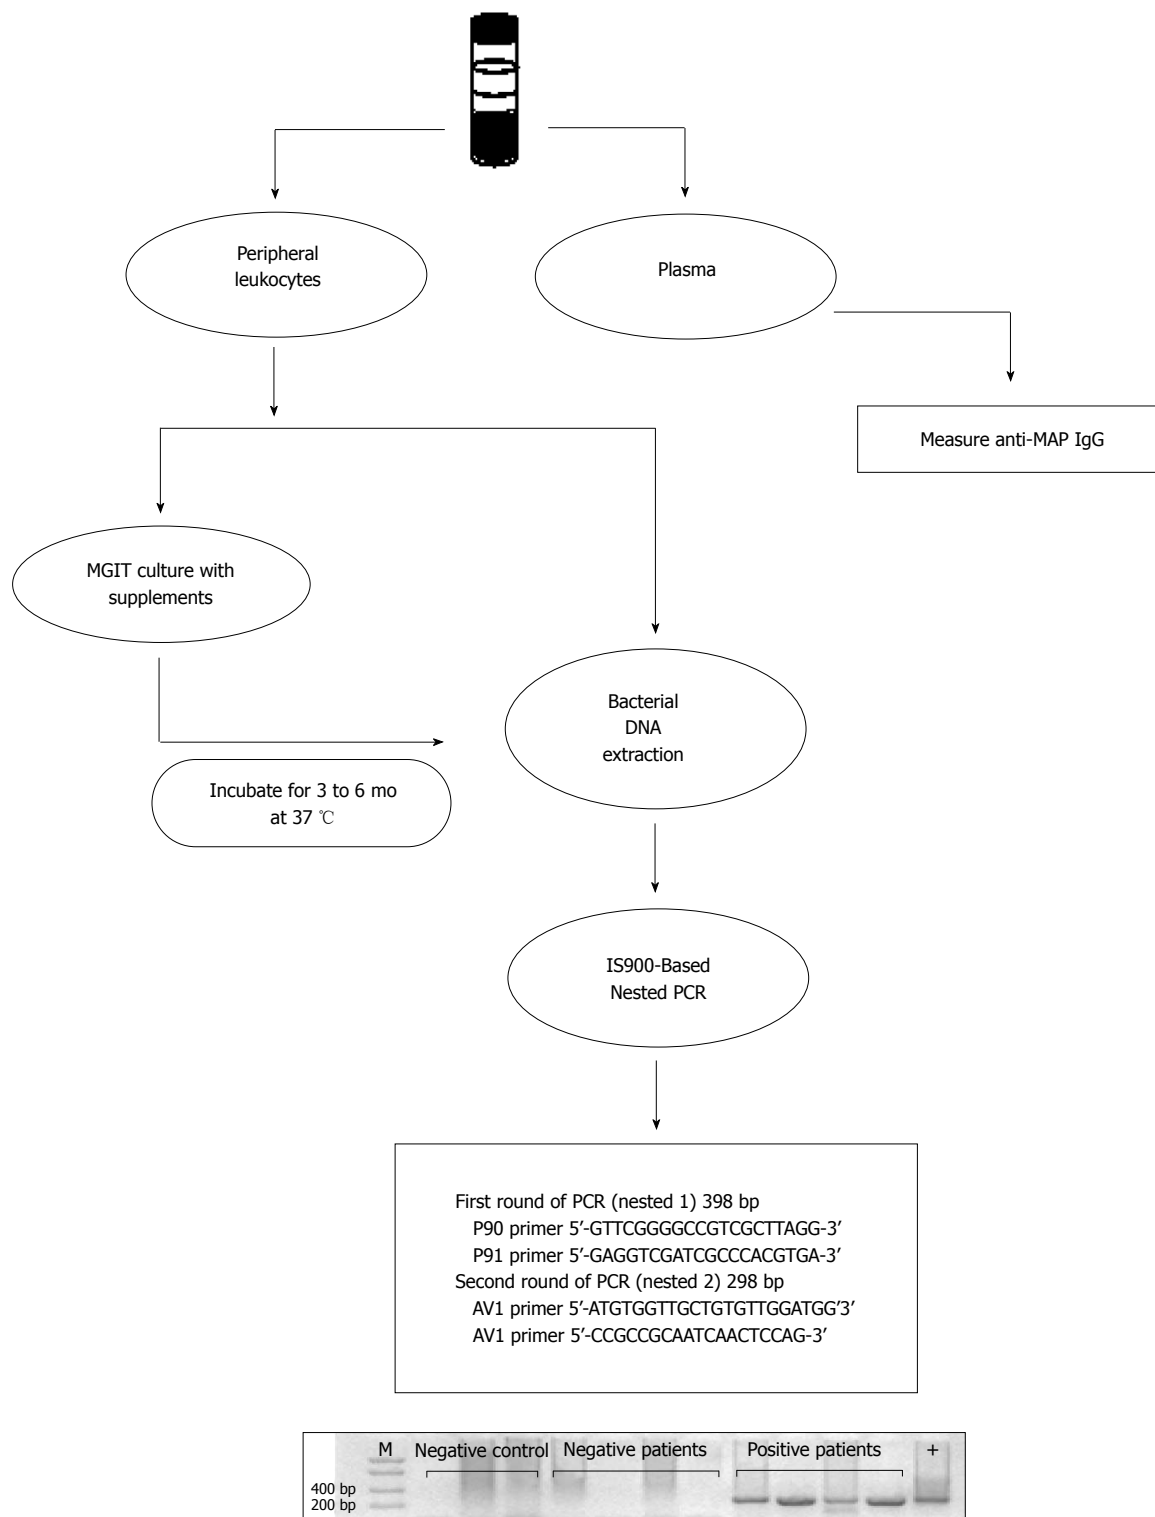 Peripheral
leukocytes
Plasma
Measure anti-MAP IgG
MGIT culture with
supplements
Bacterial
DNA
extraction
Incubate for 3 to 6 mo
at 37 ℃
IS900-Based
Nested PCR
First round of PCR (nested 1) 398 bp
P90 primer 5′-GTTCGGGGCCGTCGCTTAGG-3′
P91 primer 5′-GAGGTCGATCGCCCACGTGA-3′
Second round of PCR (nested 2) 298 bp
AV1 primer 5′-ATGTGGTTGCTGTGTTGGATGG′3′
AV1 primer 5′-CCGCCGCAATCAACTCCAG-3′
M Negative control Negative patients Positive patients +
400 bp
200 bp